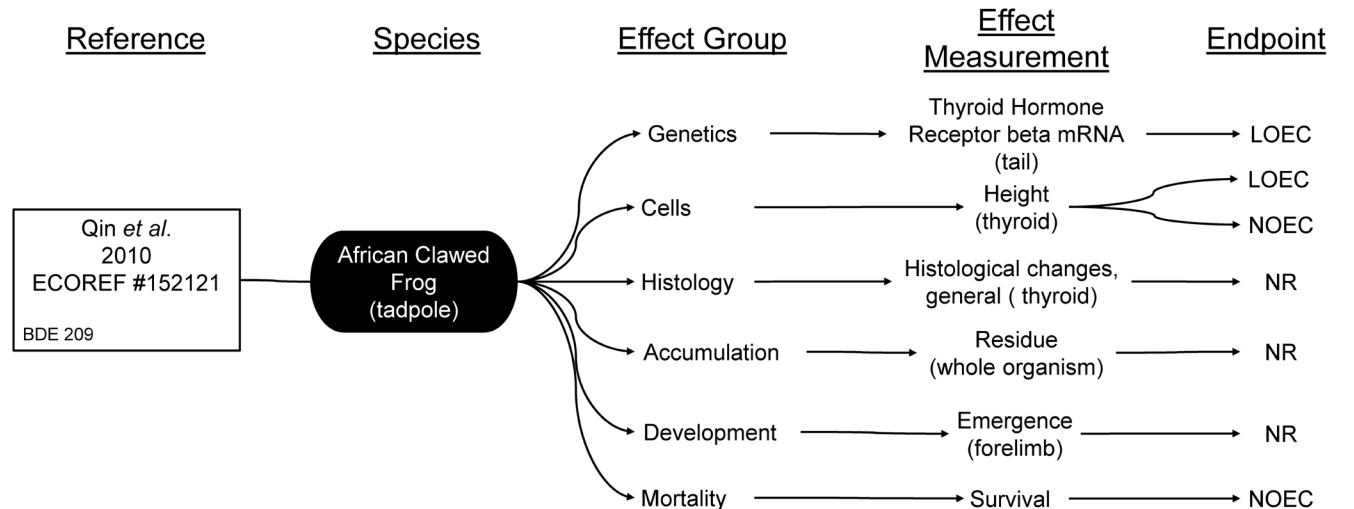 Reference
Species
Effect Group
Effect
Measurement
Endpoint
Qin et al.
2010
ECOREF #152121
BDE 209
African Clawed
Frog
(tadpole)
Genetics
Thyroid Hormone
Receptor beta mRNA
(tail)
LOEC
Cells
Height
(thyroid)
LOEC
NOEC
Histology
Histological changes,
general ( thyroid)
NR
Accumulation
Residue
(whole organism)
NR
Development
Emergence
(forelimb)
NR
Mortality
Survival
NOEC